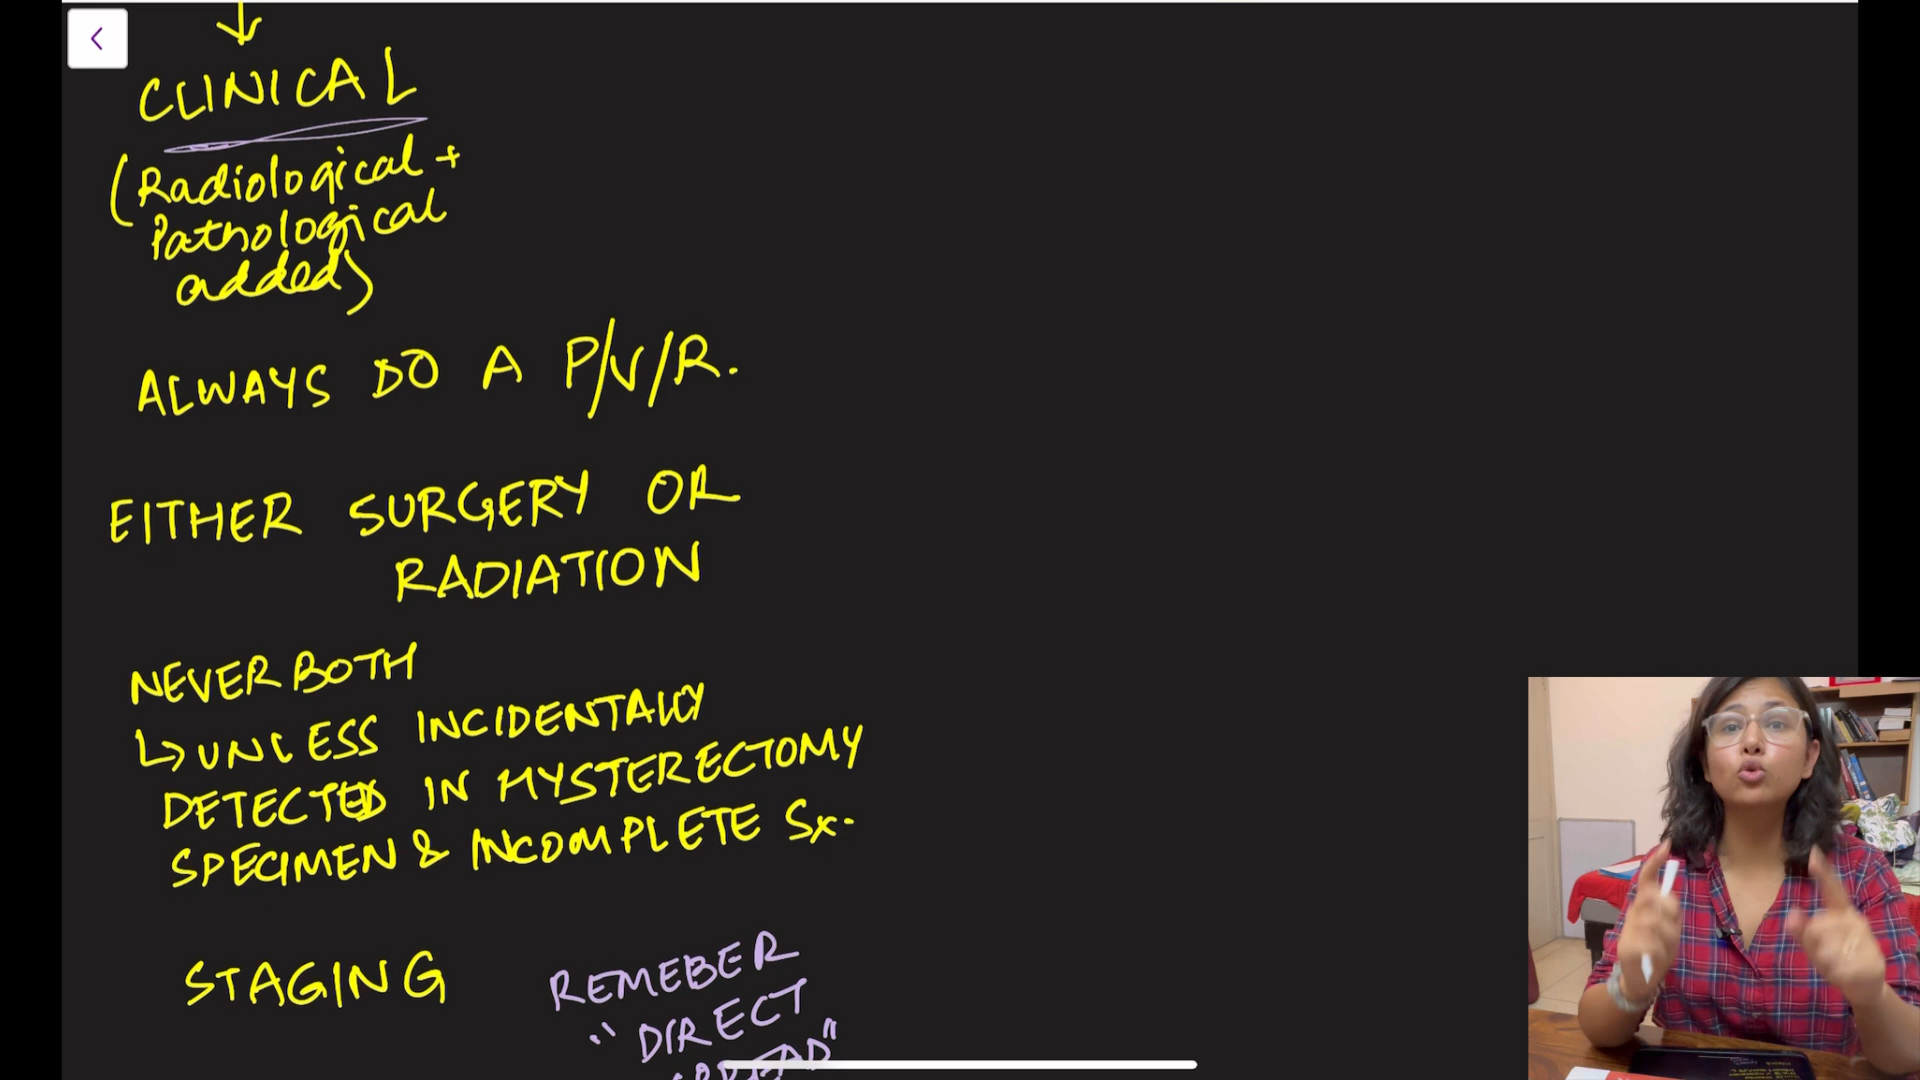 CLINICAL
(Radiological +
Pathological
added)
ALWAYS DO A P/V/R.
EITHER SURGERY OR
RADIATION
NEVER BOTH
↳ UNLESS INCIDENTALLY
DETECTED IN HYSTERECTOMY
SPECIMEN & INCOMPLETE Sx.
STAGING
REMEBER
"DIRECT
SPREAD"